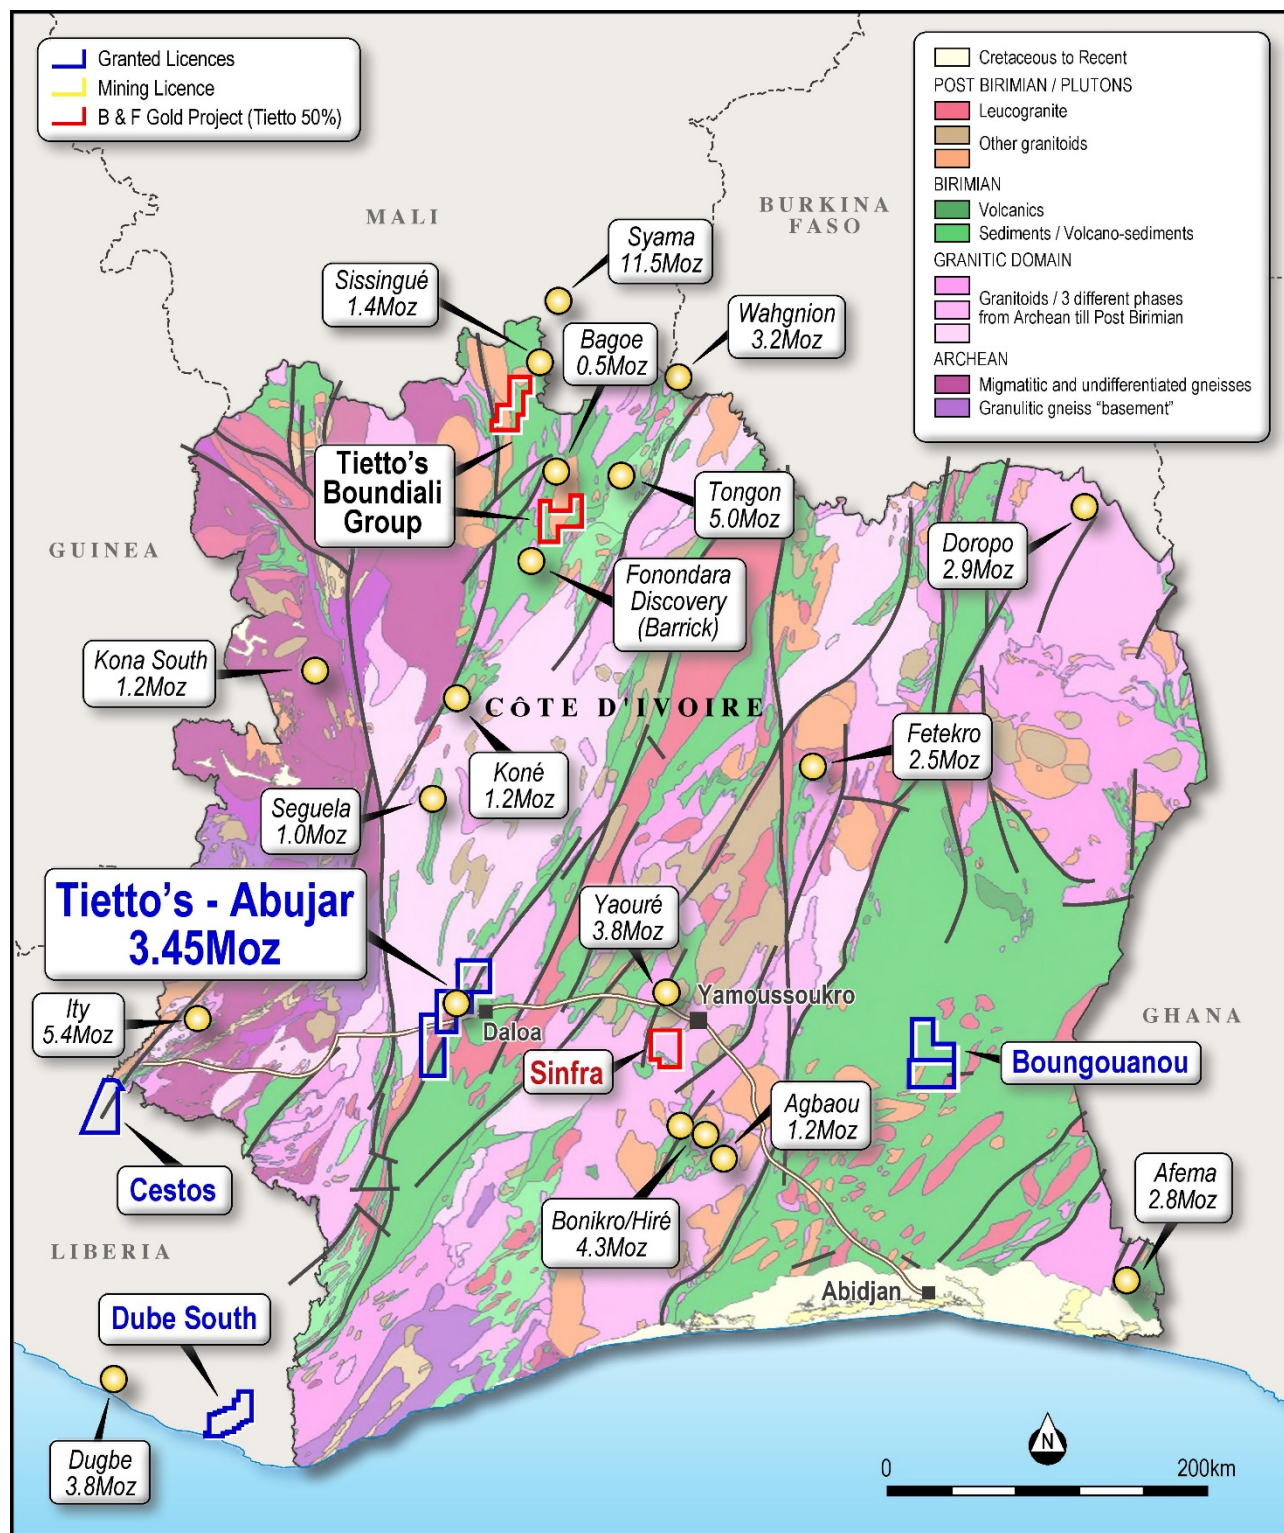 Granted Licences
Mining Licence
B & F Gold Project (Tietto 50%)
Cretaceous to Recent
POST BIRIMIAN / PLUTONS
Leucogranite
Other granitoids
BIRIMIAN
Volcanics
Sediments / Volcano-sediments
GRANITIC DOMAIN
Granitoids / 3 different phases
from Archean till Post Birimian
ARCHEAN
Migmatitic and undifferentiated gneisses
Granulitic gneiss “basement”
MALI
BURKINA
FASO
Syama
11.5Moz
Sissingué
1.4Moz
Wahgnion
3.2Moz
Bagoe
0.5Moz
Tietto’s
Boundiali
Group
Tongon
5.0Moz
GUINEA
Doropo
2.9Moz
Fonondara
Discovery
(Barrick)
Kona South
1.2Moz
CÔTE D'IVOIRE
Fetekro
2.5Moz
Koné
1.2Moz
Seguela
1.0Moz
Tietto’s - Abujar
3.45Moz
Yaouré
3.8Moz
Yamoussoukro
Ity
5.4Moz
Daloa
GHANA
Sinfra
Boungouanou
Agbaou
1.2Moz
Cestos
Afema
2.8Moz
Bonikro/Hiré
4.3Moz
LIBERIA
Abidjan
Dube South
Dugbe
3.8Moz
N
0 200km